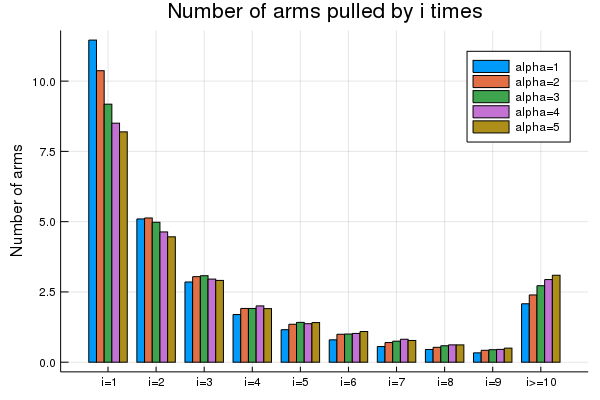 Number of arms pulled by i times
alpha=1
alpha=2
alpha=3
alpha=4
alpha=5
Number of arms
10.0
7.5
5.0
2.5
0.0
i=1 i=2 i=3 i=4 i=5 i=6 i=7 i=8 i=9 i>=10